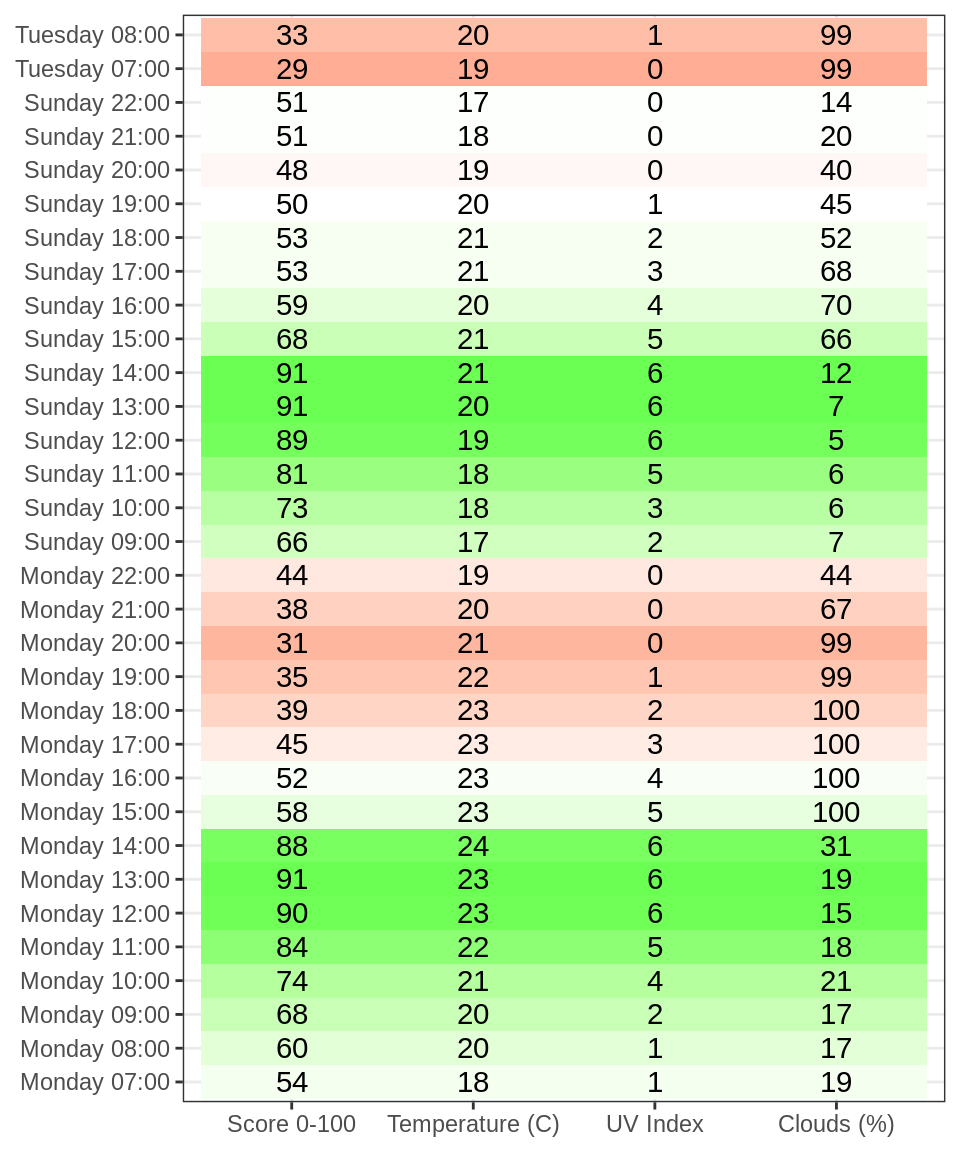 Tuesday 08:00 33 20 1 99
Tuesday 07:00 29 19 0 99
Sunday 22:00 51 17 0 14
Sunday 21:00 51 18 0 20
Sunday 20:00 48 19 0 40
Sunday 19:00 50 20 1 45
Sunday 18:00 53 21 2 52
Sunday 17:00 53 21 3 68
Sunday 16:00 59 20 4 70
Sunday 15:00 68 21 5 66
Sunday 14:00 91 21 6 12
Sunday 13:00 91 20 6 7
Sunday 12:00 89 19 6 5
Sunday 11:00 81 18 5 6
Sunday 10:00 73 18 3 6
Sunday 09:00 66 17 2 7
Monday 22:00 44 19 0 44
Monday 21:00 38 20 0 67
Monday 20:00 31 21 0 99
Monday 19:00 35 22 1 99
Monday 18:00 39 23 2 100
Monday 17:00 45 23 3 100
Monday 16:00 52 23 4 100
Monday 15:00 58 23 5 100
Monday 14:00 88 24 6 31
Monday 13:00 91 23 6 19
Monday 12:00 90 23 6 15
Monday 11:00 84 22 5 18
Monday 10:00 74 21 4 21
Monday 09:00 68 20 2 17
Monday 08:00 60 20 1 17
Monday 07:00 54 18 1 19
Score 0-100 Temperature (C) UV Index Clouds (%)